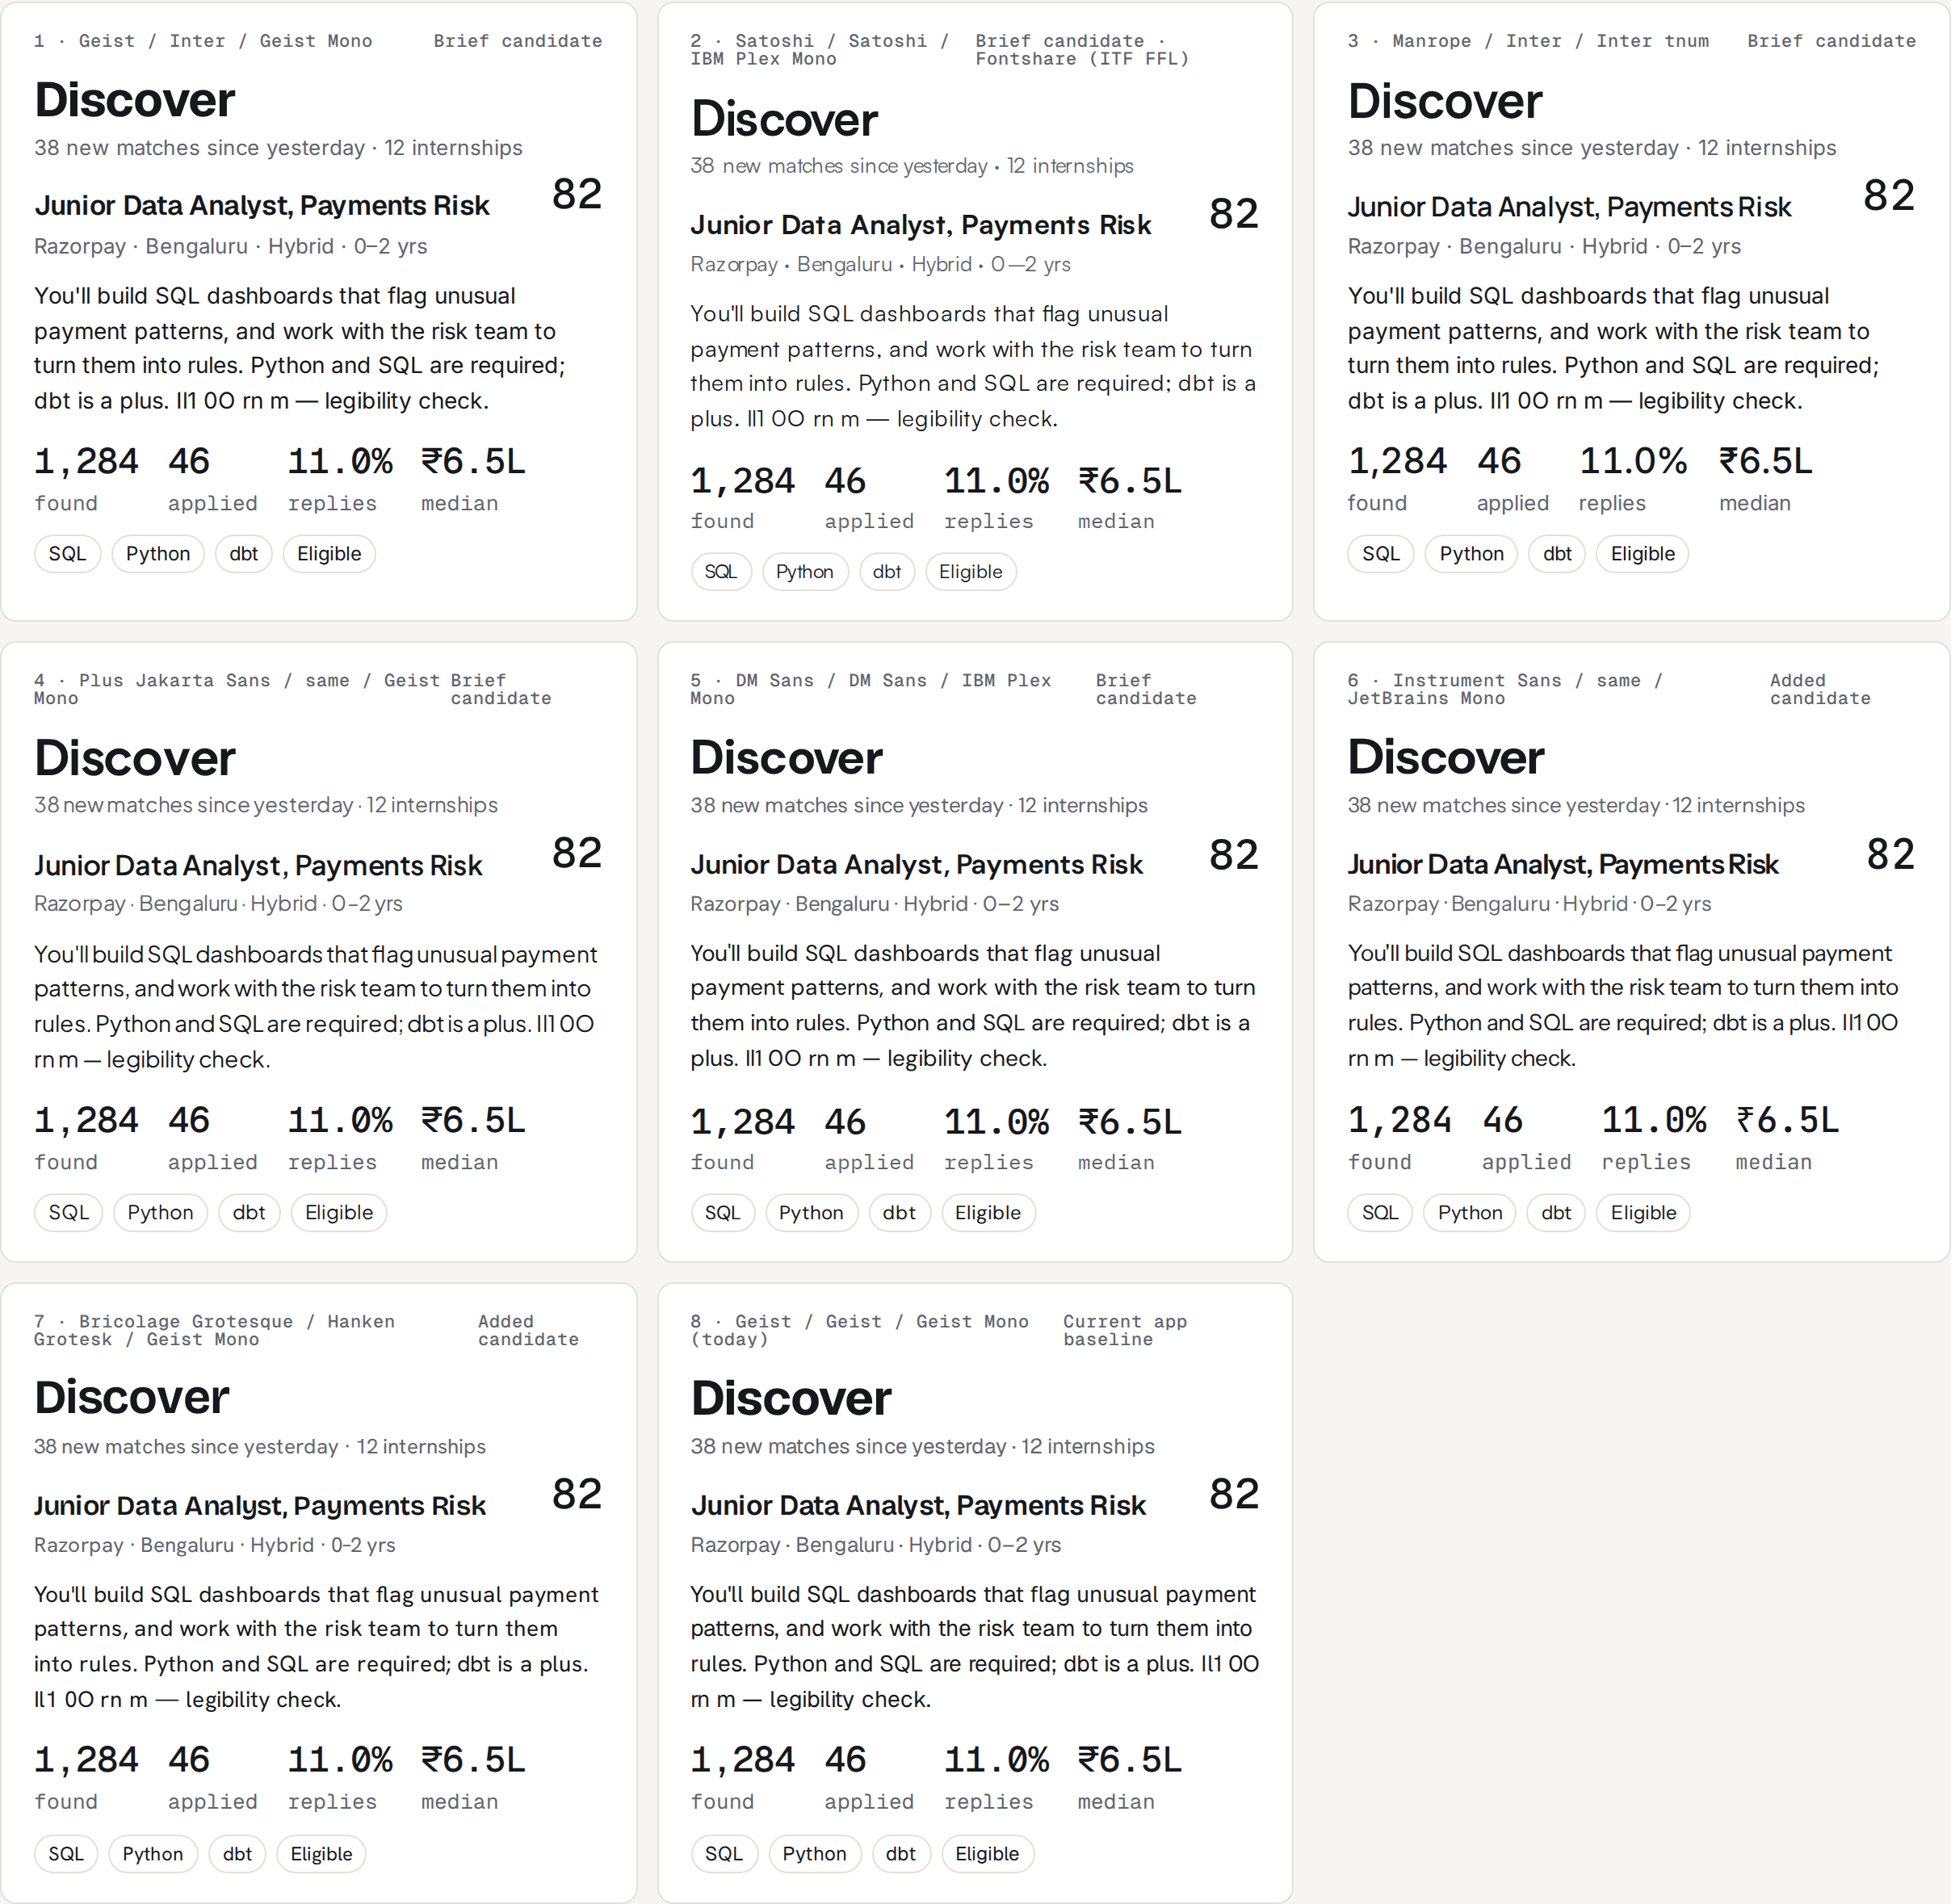 1 · Geist / Inter / Geist Mono Brief candidate
Discover
38 new matches since yesterday · 12 internships
Junior Data Analyst, Payments Risk 82
Razorpay · Bengaluru · Hybrid · 0–2 yrs
You'll build SQL dashboards that flag unusual
payment patterns, and work with the risk team to
turn them into rules. Python and SQL are required;
dbt is a plus. Il1 0O rn m — legibility check.
1,284 46 11.0% ₹6.5L
found applied replies median
SQL Python dbt Eligible
2 · Satoshi / Satoshi / Brief candidate ·
IBM Plex Mono Fontshare (ITF FFL)
Discover
38 new matches since yesterday · 12 internships
Junior Data Analyst, Payments Risk 82
Razorpay · Bengaluru · Hybrid · 0–2 yrs
You'll build SQL dashboards that flag unusual
payment patterns, and work with the risk team to turn
them into rules. Python and SQL are required; dbt is a
plus. Il1 0O rn m — legibility check.
1,284 46 11.0% ₹6.5L
found applied replies median
SQL Python dbt Eligible
3 · Manrope / Inter / Inter tnum Brief candidate
Discover
38 new matches since yesterday · 12 internships
Junior Data Analyst, Payments Risk 82
Razorpay · Bengaluru · Hybrid · 0–2 yrs
You'll build SQL dashboards that flag unusual
payment patterns, and work with the risk team to
turn them into rules. Python and SQL are required;
dbt is a plus. Il1 0O rn m — legibility check.
1,284 46 11.0% ₹6.5L
found applied replies median
SQL Python dbt Eligible
4 · Plus Jakarta Sans / same / Geist Brief
Mono candidate
Discover
38 new matches since yesterday · 12 internships
Junior Data Analyst, Payments Risk 82
Razorpay · Bengaluru · Hybrid · 0–2 yrs
You'll build SQL dashboards that flag unusual payment
patterns, and work with the risk team to turn them into
rules. Python and SQL are required; dbt is a plus. Il1 0O
rn m — legibility check.
1,284 46 11.0% ₹6.5L
found applied replies median
SQL Python dbt Eligible
5 · DM Sans / DM Sans / IBM Plex Brief
Mono candidate
Discover
38 new matches since yesterday · 12 internships
Junior Data Analyst, Payments Risk 82
Razorpay · Bengaluru · Hybrid · 0–2 yrs
You'll build SQL dashboards that flag unusual
payment patterns, and work with the risk team to turn
them into rules. Python and SQL are required; dbt is a
plus. Il1 0O rn m — legibility check.
1,284 46 11.0% ₹6.5L
found applied replies median
SQL Python dbt Eligible
6 · Instrument Sans / same / Added
JetBrains Mono candidate
Discover
38 new matches since yesterday · 12 internships
Junior Data Analyst, Payments Risk 82
Razorpay · Bengaluru · Hybrid · 0–2 yrs
You'll build SQL dashboards that flag unusual payment
patterns, and work with the risk team to turn them into
rules. Python and SQL are required; dbt is a plus. Il1 0O
rn m — legibility check.
1,284 46 11.0% ₹6.5L
found applied replies median
SQL Python dbt Eligible
7 · Bricolage Grotesque / Hanken Added
Grotesk / Geist Mono candidate
Discover
38 new matches since yesterday · 12 internships
Junior Data Analyst, Payments Risk 82
Razorpay · Bengaluru · Hybrid · 0–2 yrs
You'll build SQL dashboards that flag unusual payment
patterns, and work with the risk team to turn them
into rules. Python and SQL are required; dbt is a plus.
Il1 0O rn m — legibility check.
1,284 46 11.0% ₹6.5L
found applied replies median
SQL Python dbt Eligible
8 · Geist / Geist / Geist Mono Current app
(today) baseline
Discover
38 new matches since yesterday · 12 internships
Junior Data Analyst, Payments Risk 82
Razorpay · Bengaluru · Hybrid · 0–2 yrs
You'll build SQL dashboards that flag unusual payment
patterns, and work with the risk team to turn them into
rules. Python and SQL are required; dbt is a plus. Il1 0O
rn m — legibility check.
1,284 46 11.0% ₹6.5L
found applied replies median
SQL Python dbt Eligible